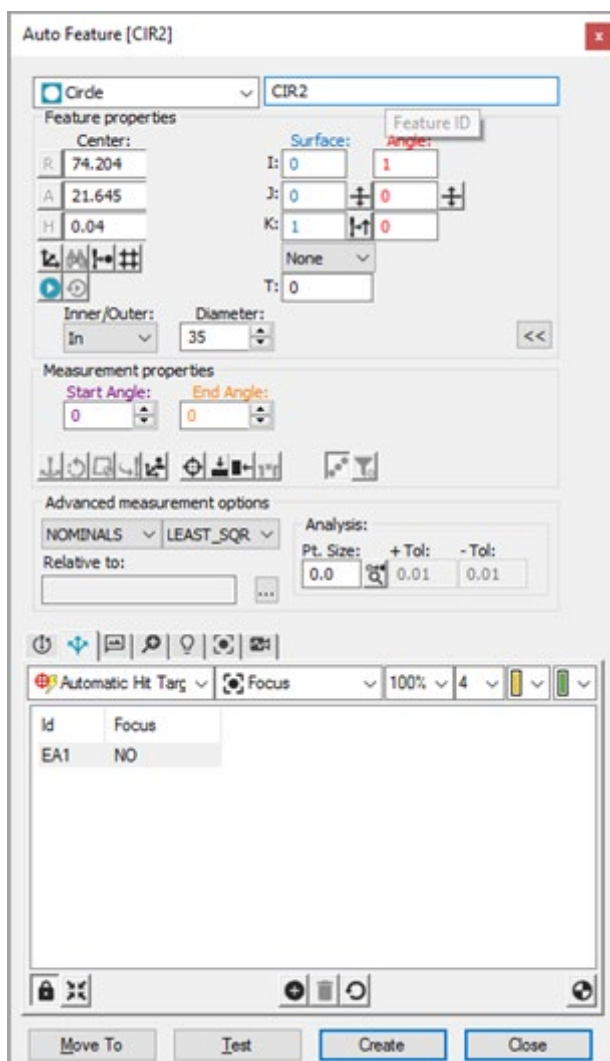 Auto Feature [CIR2]
x
Circle CIR2
Feature properties Feature ID
Center: Surface: Angle:
R 74.204 I: 0 1
A 21.645 J: 0 0
H 0.04 K: 1 0
None
T: 0
Inner/Outer: Diameter:
In 35 <<
Measurement properties
Start Angle: End Angle:
0 0
Advanced measurement options
NOMINALS LEAST_SQR Analysis:
Relative to: Pt. Size: + Tol: - Tol:
... 0.0 0.01 0.01
Automatic Hit Targ Focus 100% 4
Id Focus
EA1 NO
Move To Test Create Close